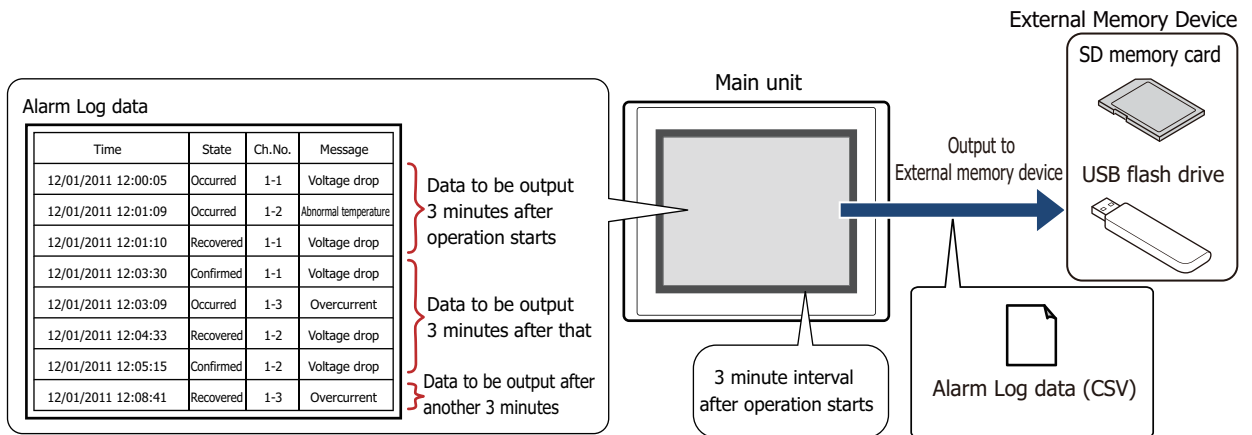 External Memory Device
SD memory card
USB flash drive
Main unit
Output to
External memory device
Alarm Log data
Time State Ch.No. Message
12/01/2011 12:00:05 Occurred 1-1 Voltage drop
12/01/2011 12:01:09 Occurred 1-2 Abnormal temperature
12/01/2011 12:01:10 Recovered 1-1 Voltage drop
12/01/2011 12:03:30 Confirmed 1-1 Voltage drop
12/01/2011 12:03:09 Occurred 1-3 Overcurrent
12/01/2011 12:04:33 Recovered 1-2 Voltage drop
12/01/2011 12:05:15 Confirmed 1-2 Voltage drop
12/01/2011 12:08:41 Recovered 1-3 Overcurrent
Data to be output
3 minutes after
operation starts
Data to be output
3 minutes after that
Data to be output after
another 3 minutes
3 minute interval
after operation starts
Alarm Log data (CSV)